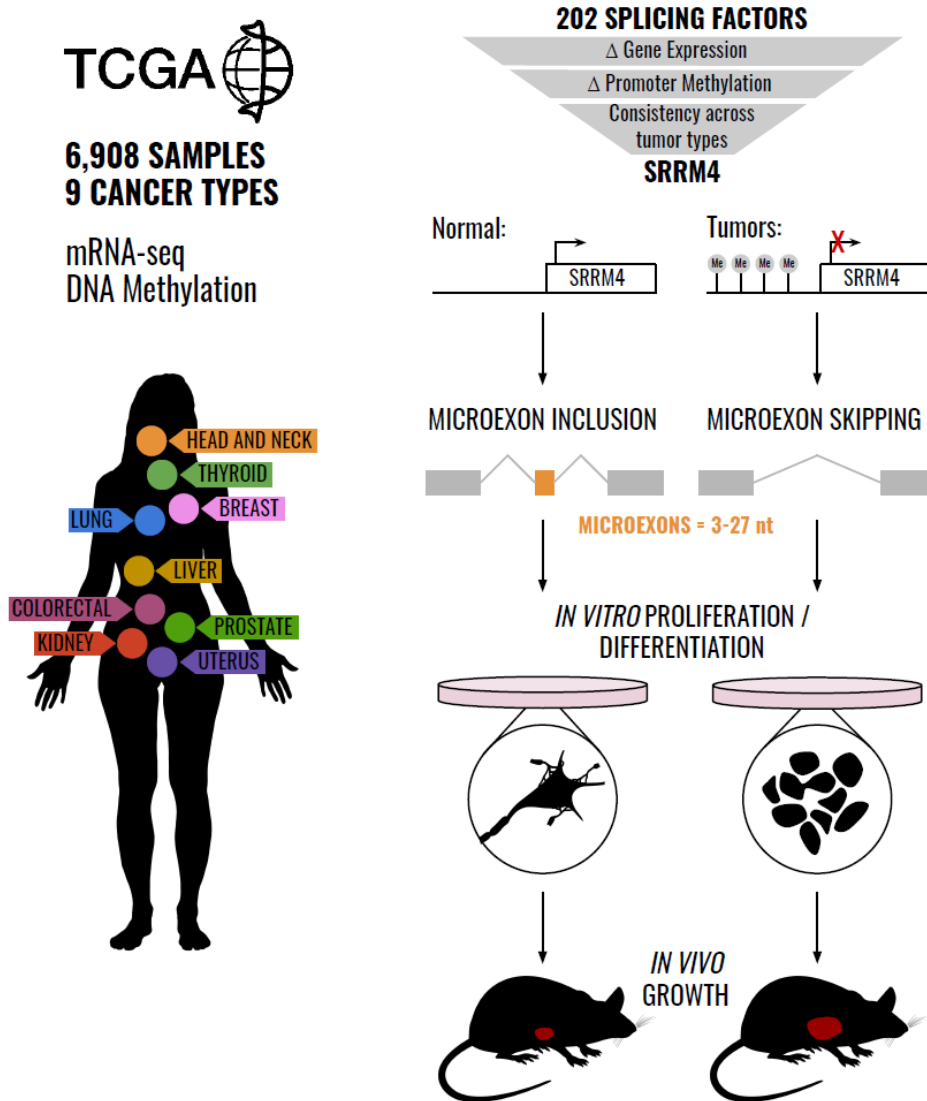 TCGA
6,908 SAMPLES
9 CANCER TYPES
mRNA-seq
DNA Methylation
HEAD AND NECK
THYROID
BREAST
LUNG
LIVER
COLORECTAL
PROSTATE
KIDNEY
UTERUS
202 SPLICING FACTORS
Δ Gene Expression
Δ Promoter Methylation
Consistency across
tumor types
SRRM4
Normal:
SRRM4
Tumors:
X
Me Me Me Me
SRRM4
MICROEXON INCLUSION
MICROEXON SKIPPING
MICROEXONS = 3-27 nt
IN VITRO PROLIFERATION /
DIFFERENTIATION
IN VIVO
GROWTH